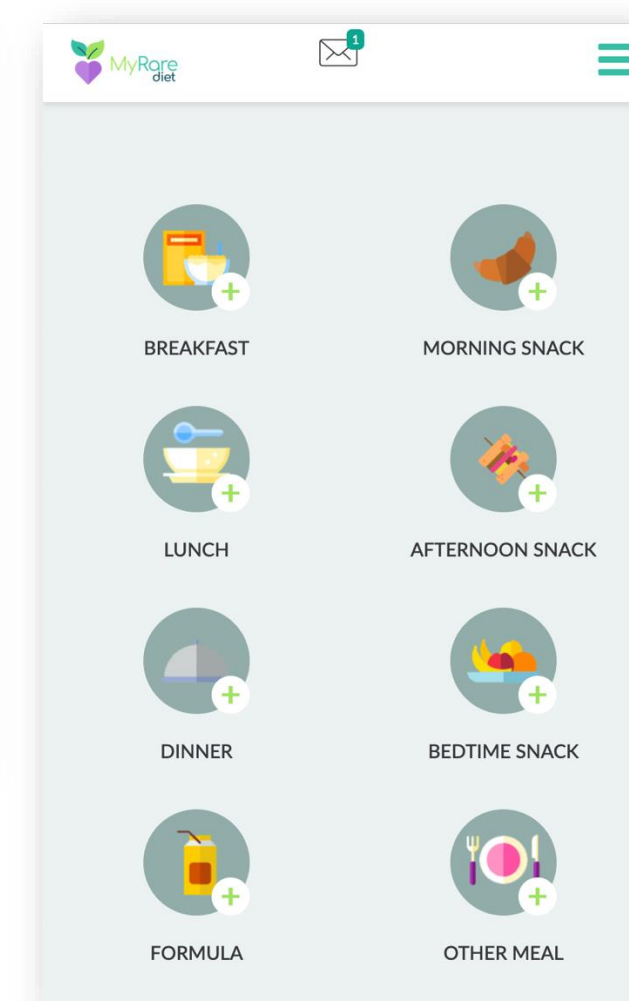 MyRare
diet
1
BREAKFAST
MORNING SNACK
LUNCH
AFTERNOON SNACK
DINNER
BEDTIME SNACK
FORMULA
OTHER MEAL